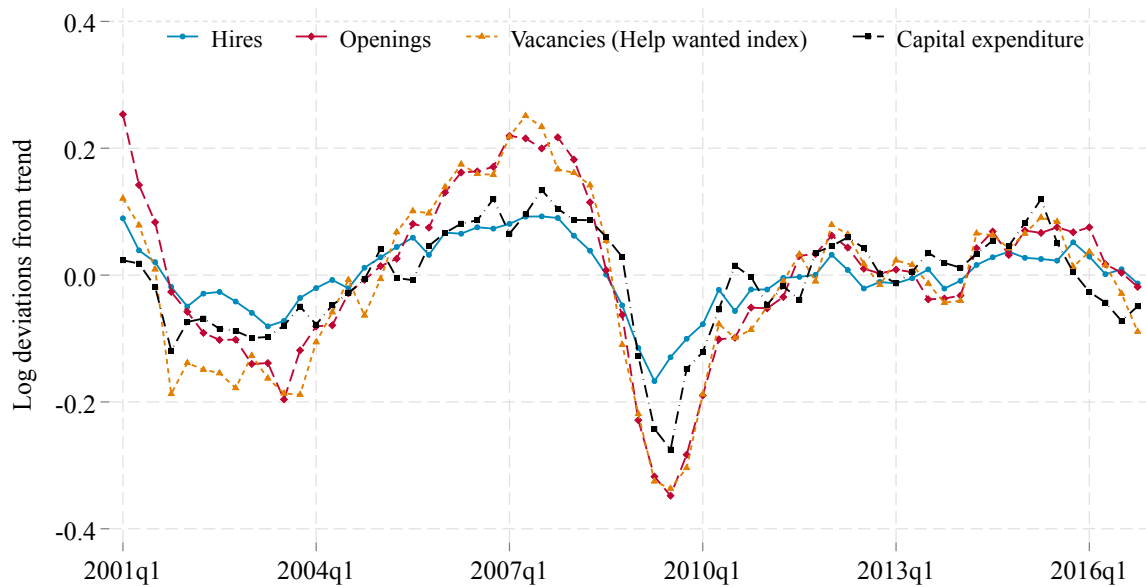 0.4
Hires Openings Vacancies (Help wanted index) Capital expenditure
0.2
0.0
-0.2
-0.4
Log deviations from trend
2001q1 2004q1 2007q1 2010q1 2013q1 2016q1